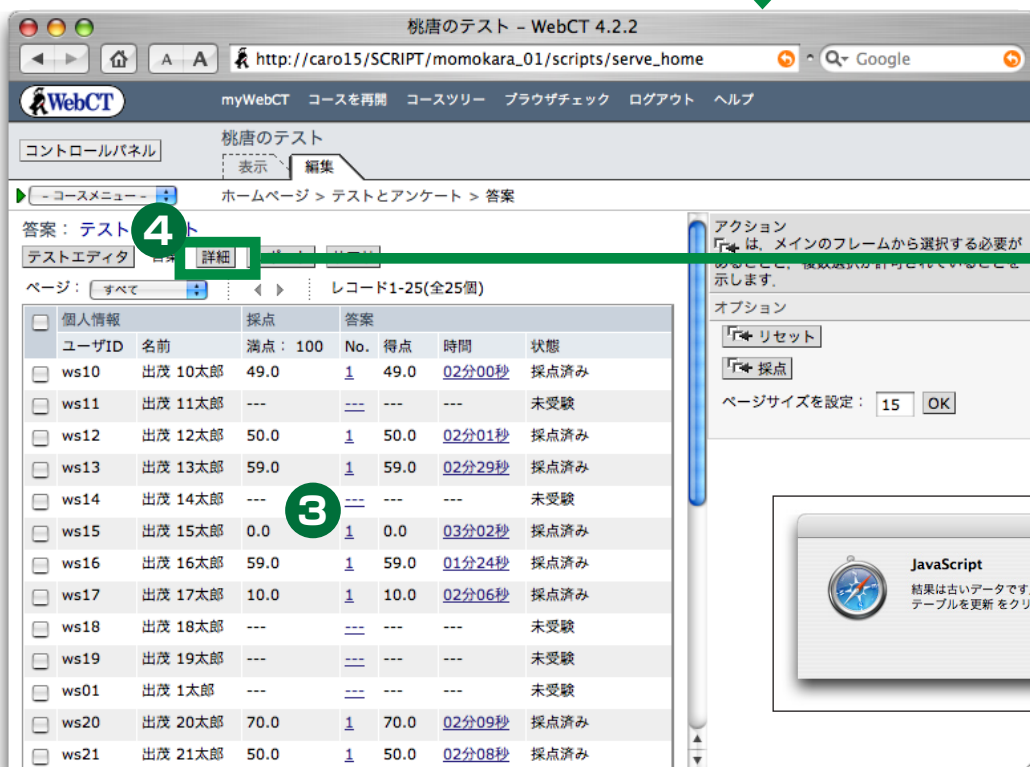 桃唐のテスト – WebCT 4.2.2
A A http://caro15/SCRIPT/momokara_01/scripts/serve_home Google
WebCT myWebCT コースを再開 コースツリー ブラウザチェック ログアウト ヘルプ
コントロールパネル
桃唐のテスト
表示 編集
- コースメニュー - ホームページ > テストとアンケート > 答案
答案： テスト
4
テストエディタ 詳細
ページ： すべて レコード1-25(全25個)
個人情報 採点 答案
ユーザID 名前 満点： 100 No. 得点 時間 状態
ws10 出茂 10太郎 49.0 1 49.0 02分00秒 採点済み
ws11 出茂 11太郎 --- --- --- --- 未受験
ws12 出茂 12太郎 50.0 1 50.0 02分01秒 採点済み
ws13 出茂 13太郎 59.0 1 59.0 02分29秒 採点済み
ws14 出茂 14太郎 --- --- --- --- 未受験
3
ws15 出茂 15太郎 0.0 1 0.0 03分02秒 採点済み
ws16 出茂 16太郎 59.0 1 59.0 01分24秒 採点済み
ws17 出茂 17太郎 10.0 1 10.0 02分06秒 採点済み
ws18 出茂 18太郎 --- --- --- --- 未受験
ws19 出茂 19太郎 --- --- --- --- 未受験
ws01 出茂 1太郎 --- --- --- --- 未受験
ws20 出茂 20太郎 70.0 1 70.0 02分09秒 採点済み
ws21 出茂 21太郎 50.0 1 50.0 02分08秒 採点済み
アクション
は，メインのフレームから選択する必要が
あることと，複数選択が許可されていることを
示します．
オプション
リセット
採点
ページサイズを設定： 15 OK
JavaScript
結果は古いデータです
テーブルを更新 をクリ